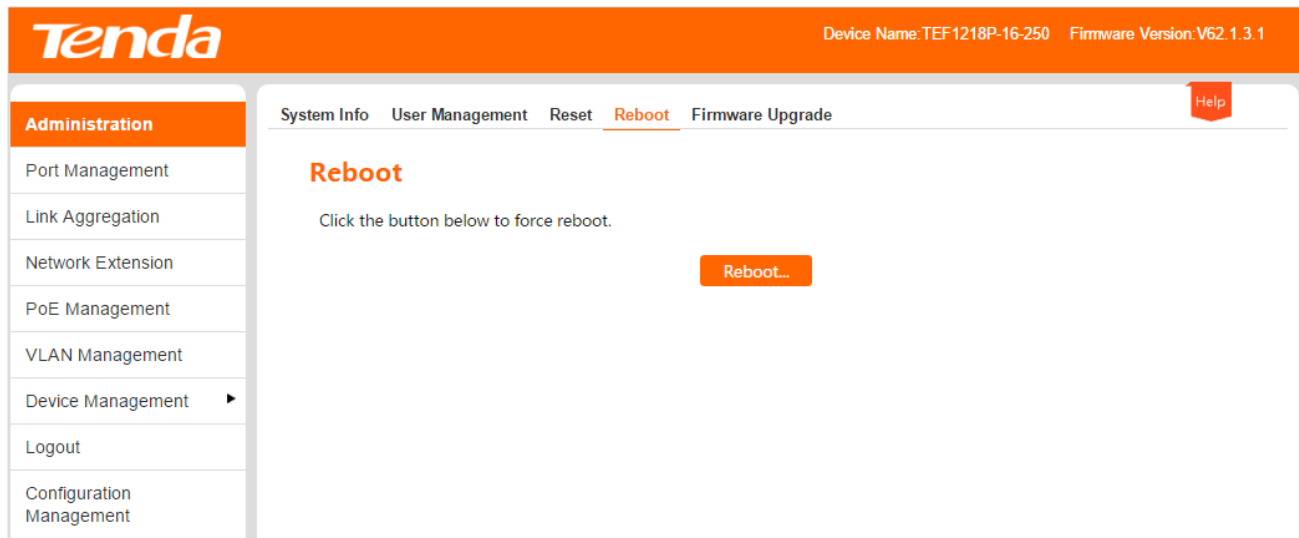 Tenda
Device Name:TEF1218P-16-250 Firmware Version:V62.1.3.1
Help
System Info User Management Reset Reboot Firmware Upgrade
Administration
Port Management
Link Aggregation
Network Extension
PoE Management
VLAN Management
Device Management
Logout
Configuration
Management
Reboot
Click the button below to force reboot.
Reboot...